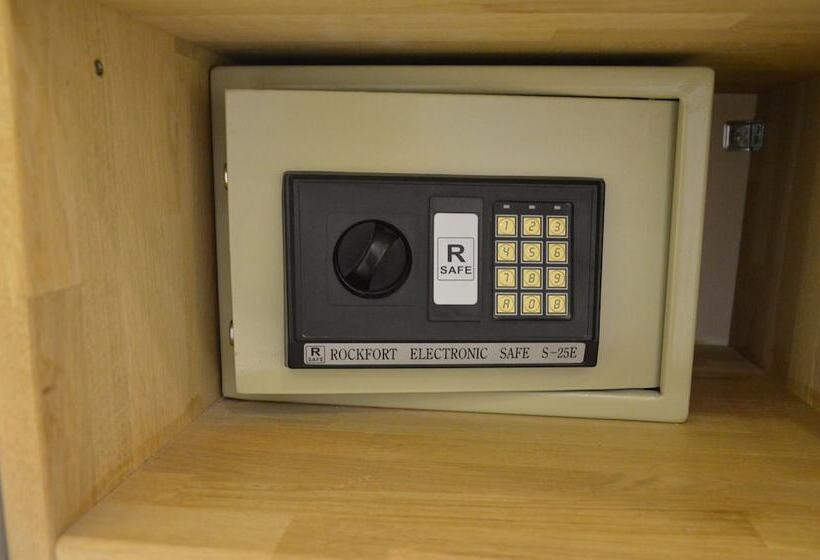 R
SAFE
1 2 3
4 5 6
7 8 9
A 0 B
R SAFE ROCKFORT ELECTRONIC SAFE S-25E